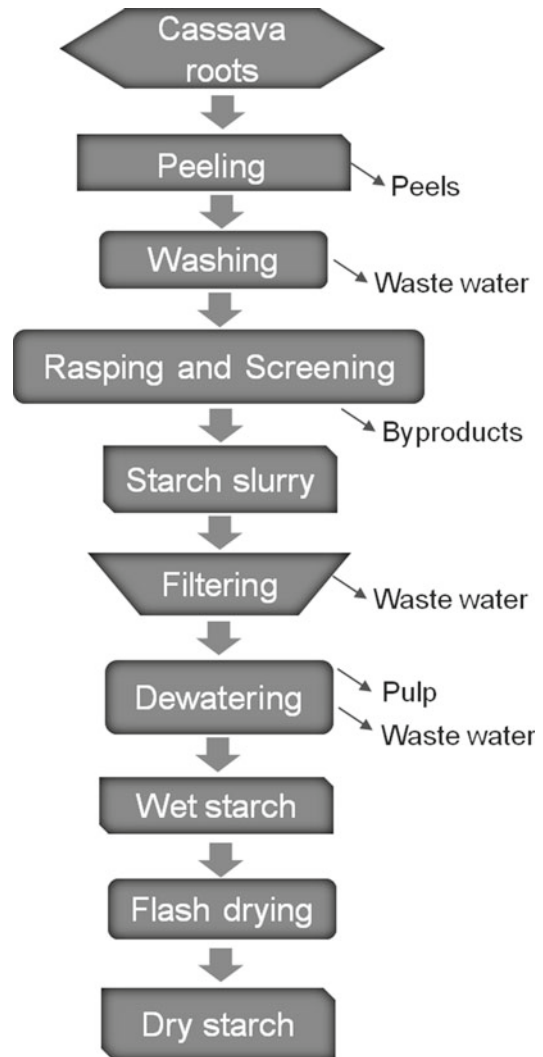 Cassava
roots
Peeling
Peels
Washing
Waste water
Rasping and Screening
Byproducts
Starch slurry
Filtering
Waste water
Dewatering
Pulp
Waste water
Wet starch
Flash drying
Dry starch